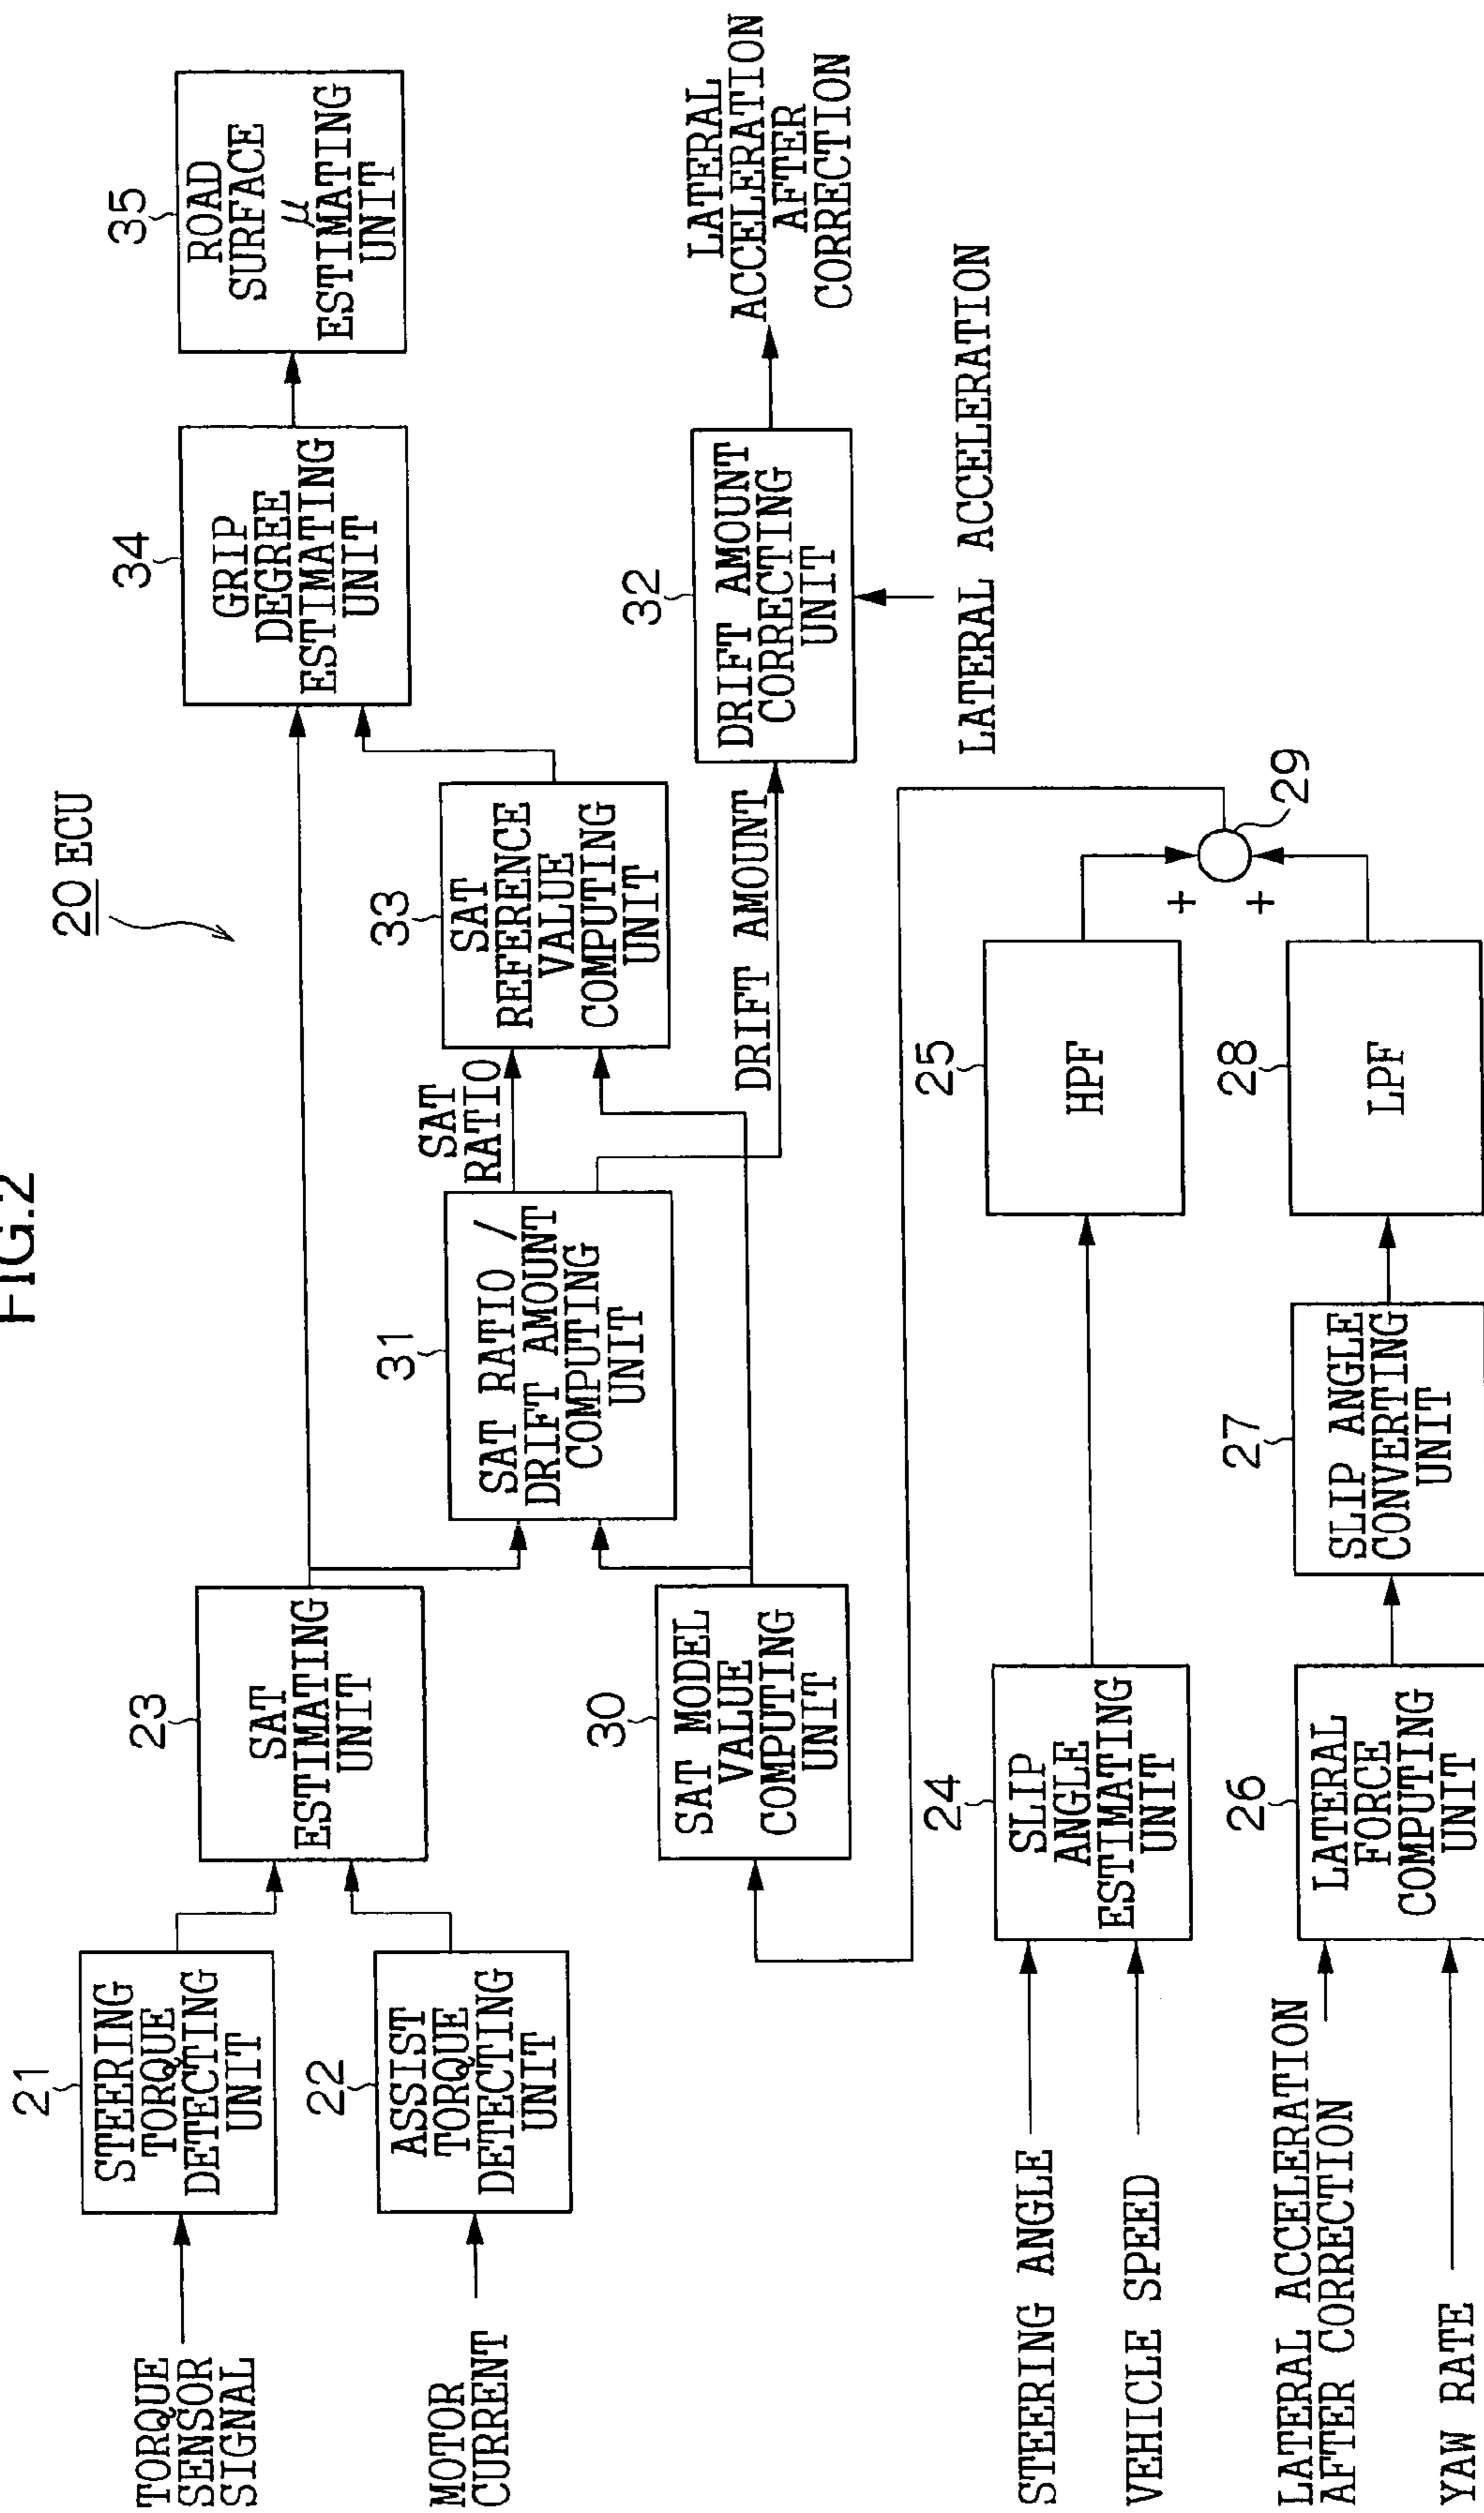 FIG.2
20 ECU
TORQUE
SENSOR
SIGNAL
21
STEERING
TORQUE
DETECTING
UNIT
MOTOR
CURRENT
22
ASSIST
TORQUE
DETECTING
UNIT
23
SAT
ESTIMATING
UNIT
30
SAT MODEL
VALUE
COMPUTING
UNIT
31
SAT RATIO /
DRIFT AMOUNT
COMPUTING
UNIT
SAT
RATIO
33
SAT
REFERENCE
VALUE
COMPUTING
UNIT
34
GRIP
DEGREE
ESTIMATING
UNIT
35
ROAD
SURFACE
μ
ESTIMATING
UNIT
DRIFT AMOUNT
32
DRIFT AMOUNT
CORRECTING
UNIT
LATERAL
ACCELERATION
AFTER
CORRECTION
LATERAL ACCELERATION
STEERING ANGLE
VEHICLE SPEED
24
SLIP
ANGLE
ESTIMATING
UNIT
25
HPF
29
+
+
LATERAL ACCELERATION
AFTER CORRECTION
YAW RATE
26
LATERAL
FORCE
COMPUTING
UNIT
27
SLIP ANGLE
CONVERTING
UNIT
28
LPF